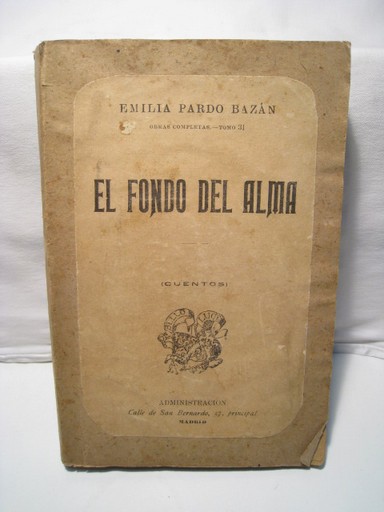 EMILIA PARDO BAZÁN
OBRAS COMPLETAS.—TOMO 31
EL FONDO DEL ALMA
(CUENTOS)
ADMINISTRACIÓN
Calle de San Bernardo, 37, principal
MADRID